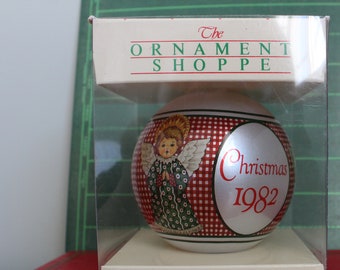 The
ORNAMENT
SHOPPE
Christmas
1982